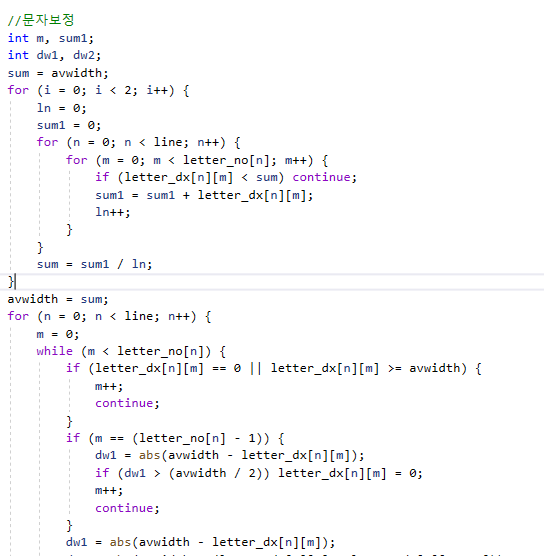 //문자보정
int m, sum1;
int dw1, dw2;
sum = avwidth;
for (i = 0; i < 2; i++) {
ln = 0;
sum1 = 0;
for (n = 0; n < line; n++) {
for (m = 0; m < letter_no[n]; m++) {
if (letter_dx[n][m] < sum) continue;
sum1 = sum1 + letter_dx[n][m];
ln++;
}
}
sum = sum1 / ln;
}
avwidth = sum;
for (n = 0; n < line; n++) {
m = 0;
while (m < letter_no[n]) {
if (letter_dx[n][m] == 0 || letter_dx[n][m] >= avwidth) {
m++;
continue;
}
if (m == (letter_no[n] - 1)) {
dw1 = abs(avwidth - letter_dx[n][m]);
if (dw1 > (avwidth / 2)) letter_dx[n][m] = 0;
m++;
continue;
}
dw1 = abs(avwidth - letter_dx[n][m]);